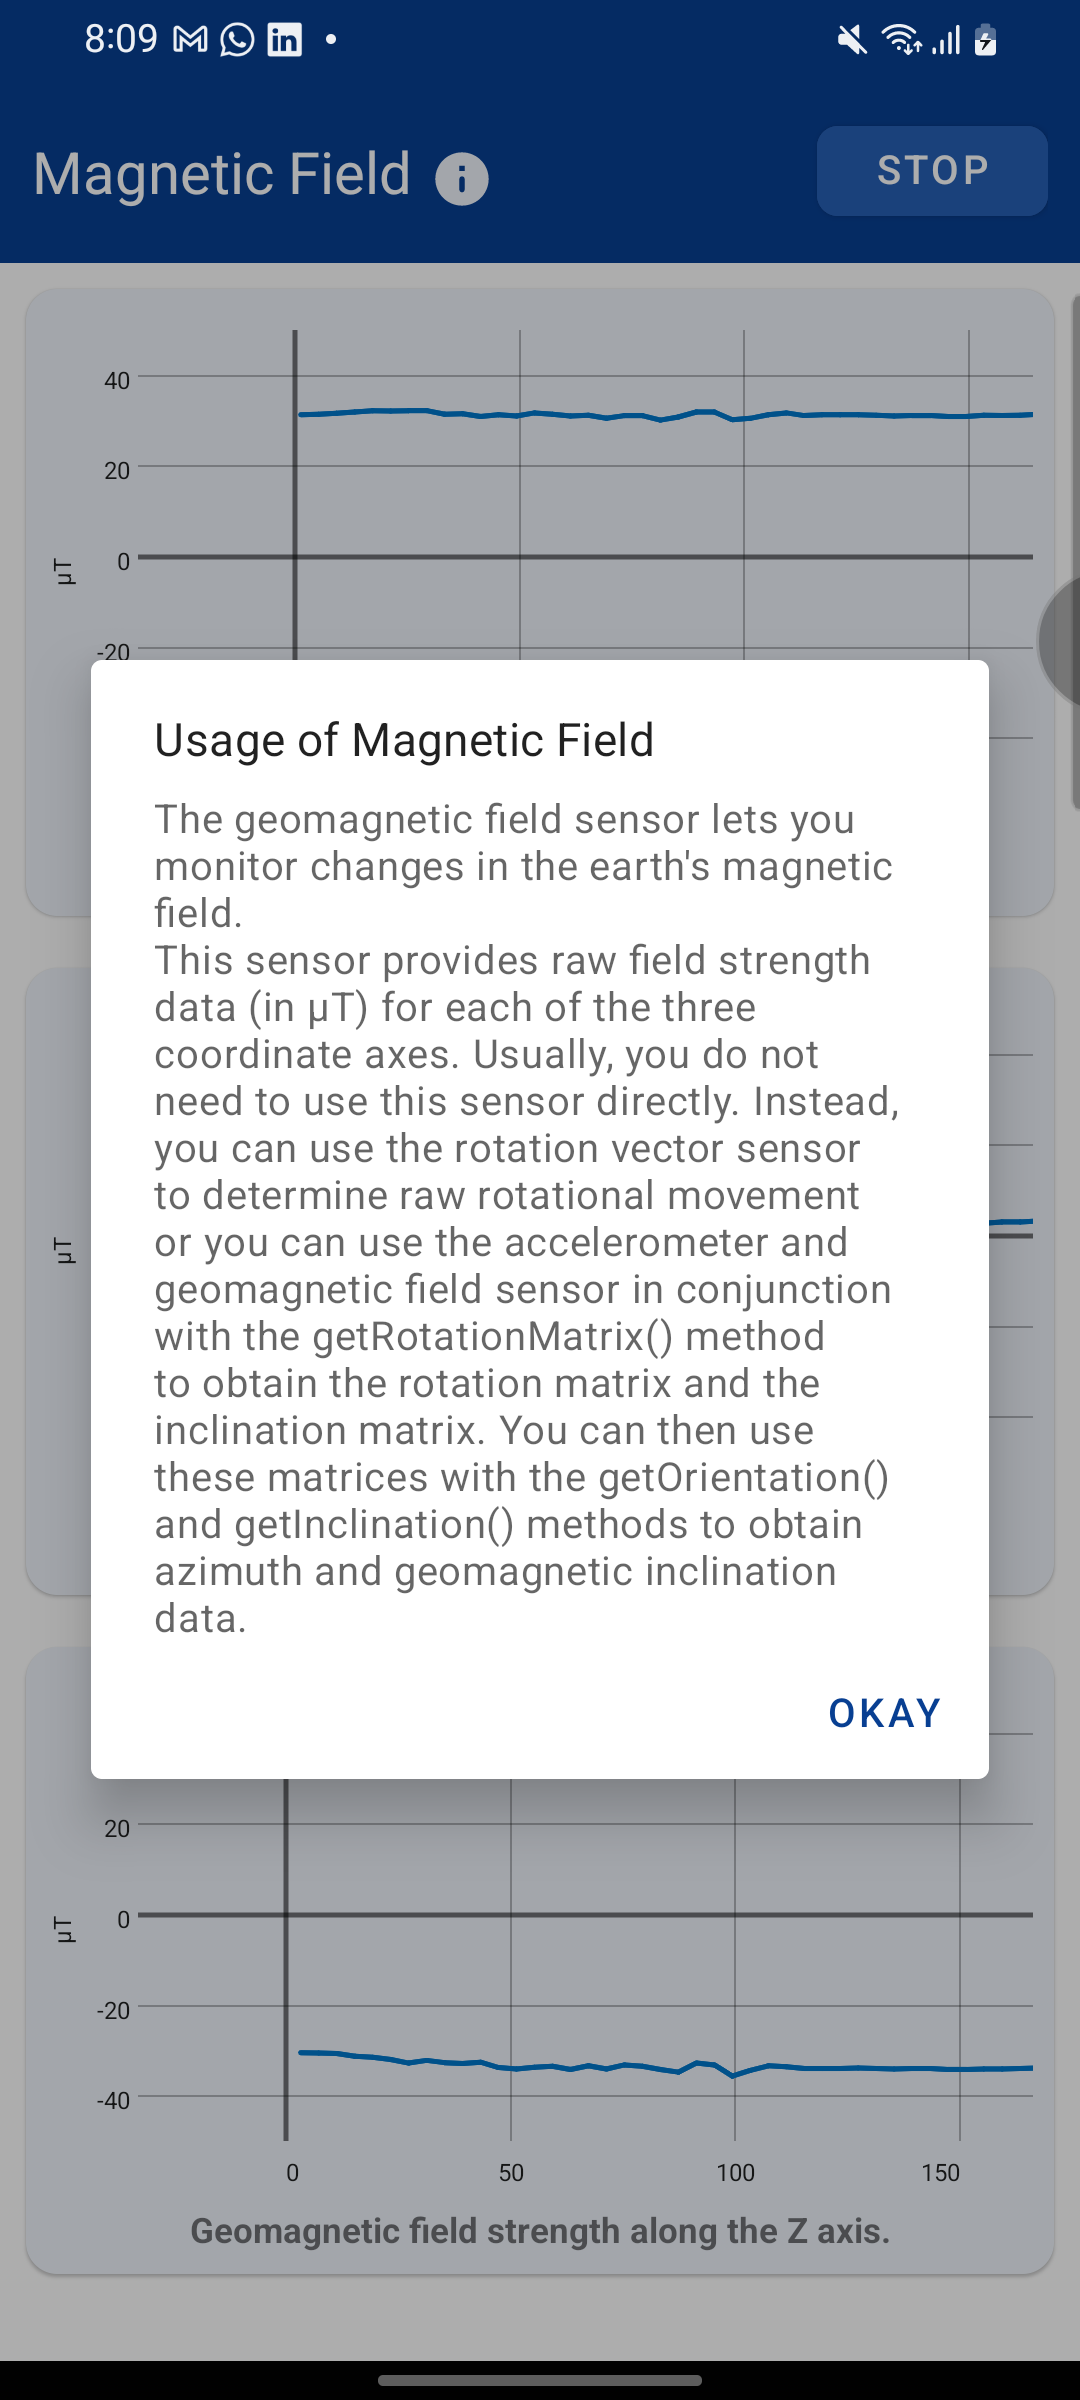 8:09
Magnetic Field
STOP
40
20
0
-20
µT
Usage of Magnetic Field
The geomagnetic field sensor lets you
monitor changes in the earth's magnetic
field.
This sensor provides raw field strength
data (in µT) for each of the three
coordinate axes. Usually, you do not
need to use this sensor directly. Instead,
you can use the rotation vector sensor
to determine raw rotational movement
or you can use the accelerometer and
geomagnetic field sensor in conjunction
with the getRotationMatrix() method
to obtain the rotation matrix and the
inclination matrix. You can then use
these matrices with the getOrientation()
and getInclination() methods to obtain
azimuth and geomagnetic inclination
data.
OKAY
µT
20
0
-20
-40
µT
0 50 100 150
Geomagnetic field strength along the Z axis.